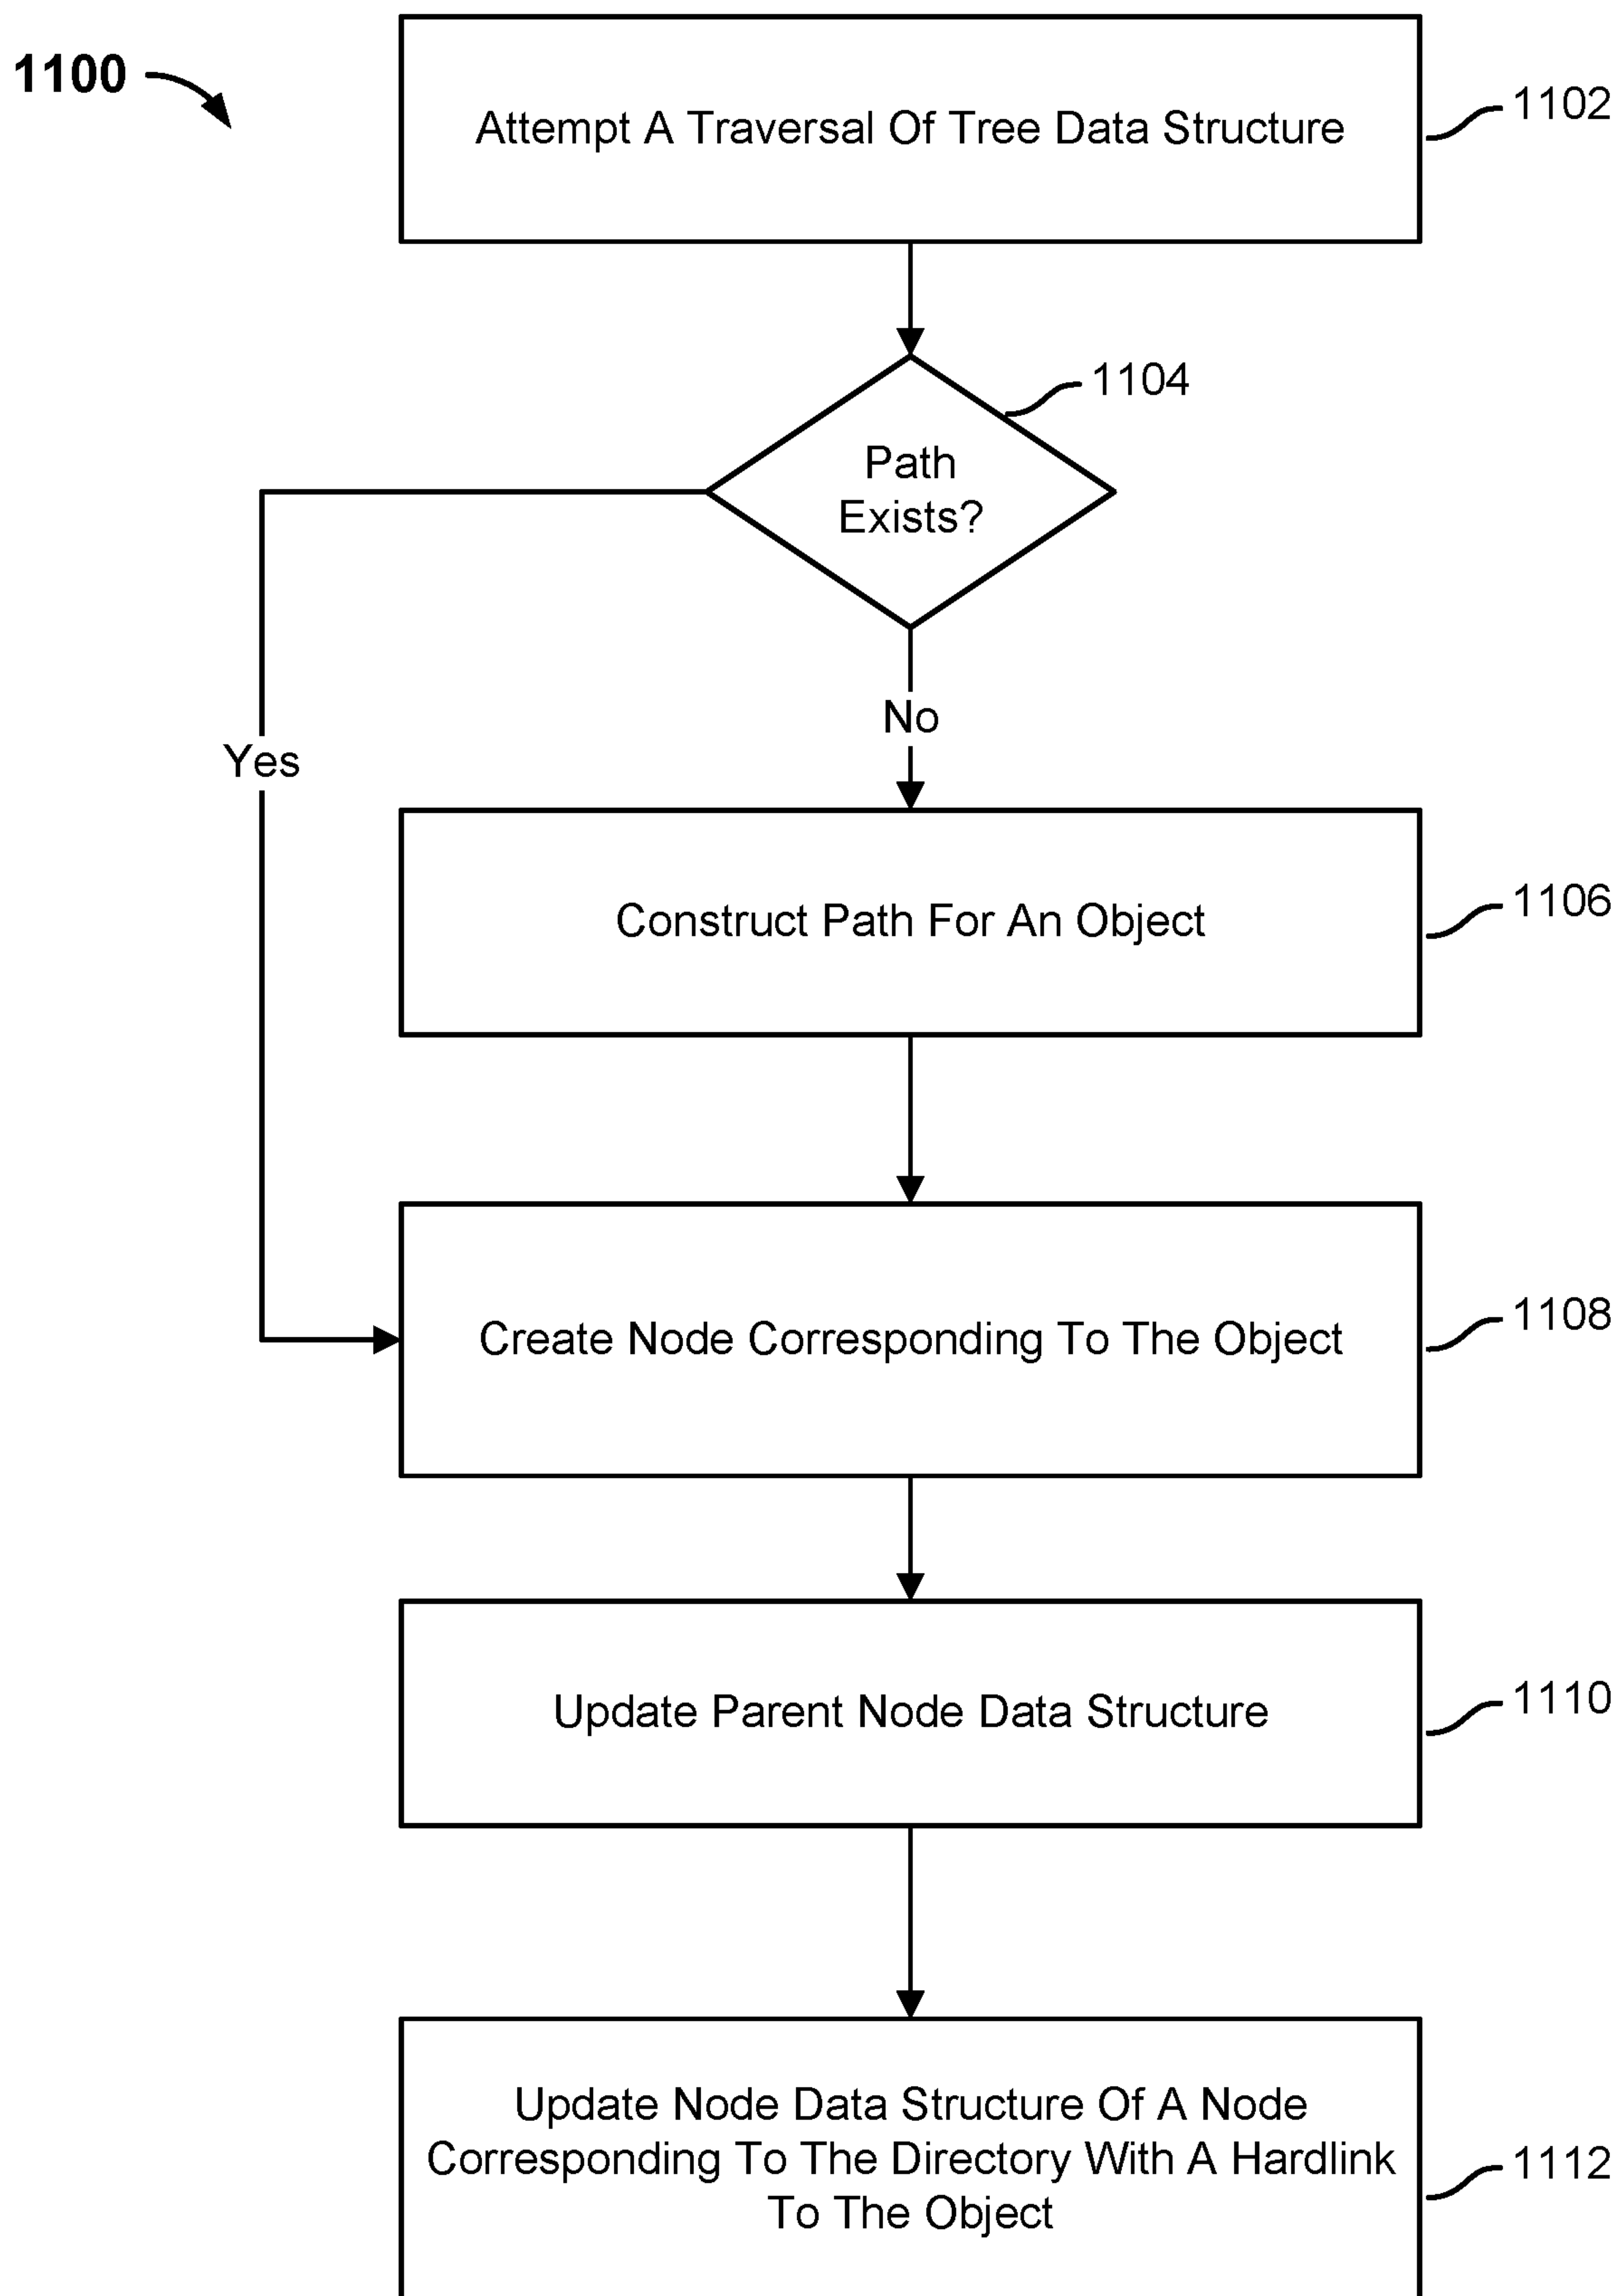 1100
Attempt A Traversal Of Tree Data Structure
1102
1104
Path
Exists?
No
Yes
Construct Path For An Object
1106
Create Node Corresponding To The Object
1108
Update Parent Node Data Structure
1110
Update Node Data Structure Of A Node
Corresponding To The Directory With A Hardlink
To The Object
1112